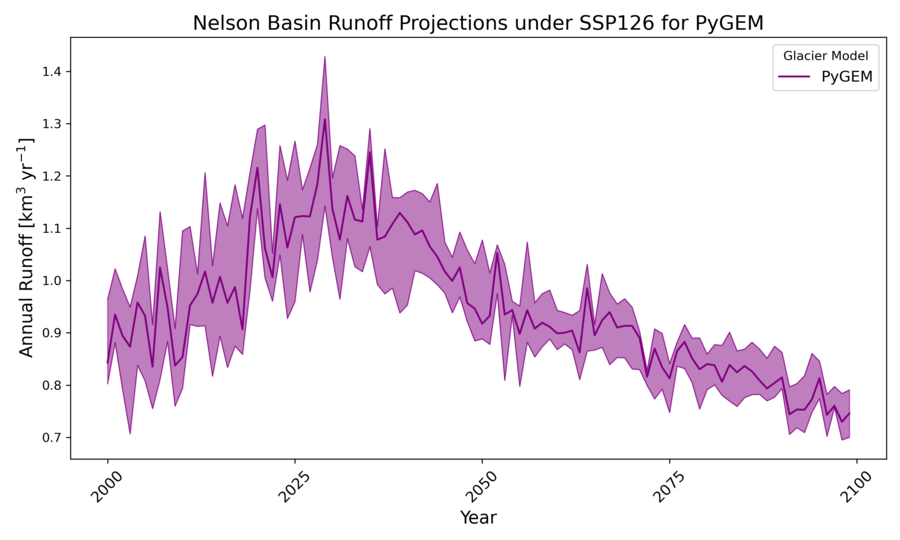 Nelson Basin Runoff Projections under SSP126 for PyGEM
Glacier Model
PyGEM
Annual Runoff [km³ yr⁻¹]
1.4
1.3
1.2
1.1
1.0
0.9
0.8
0.7
2000
2025
2050
2075
2100
Year